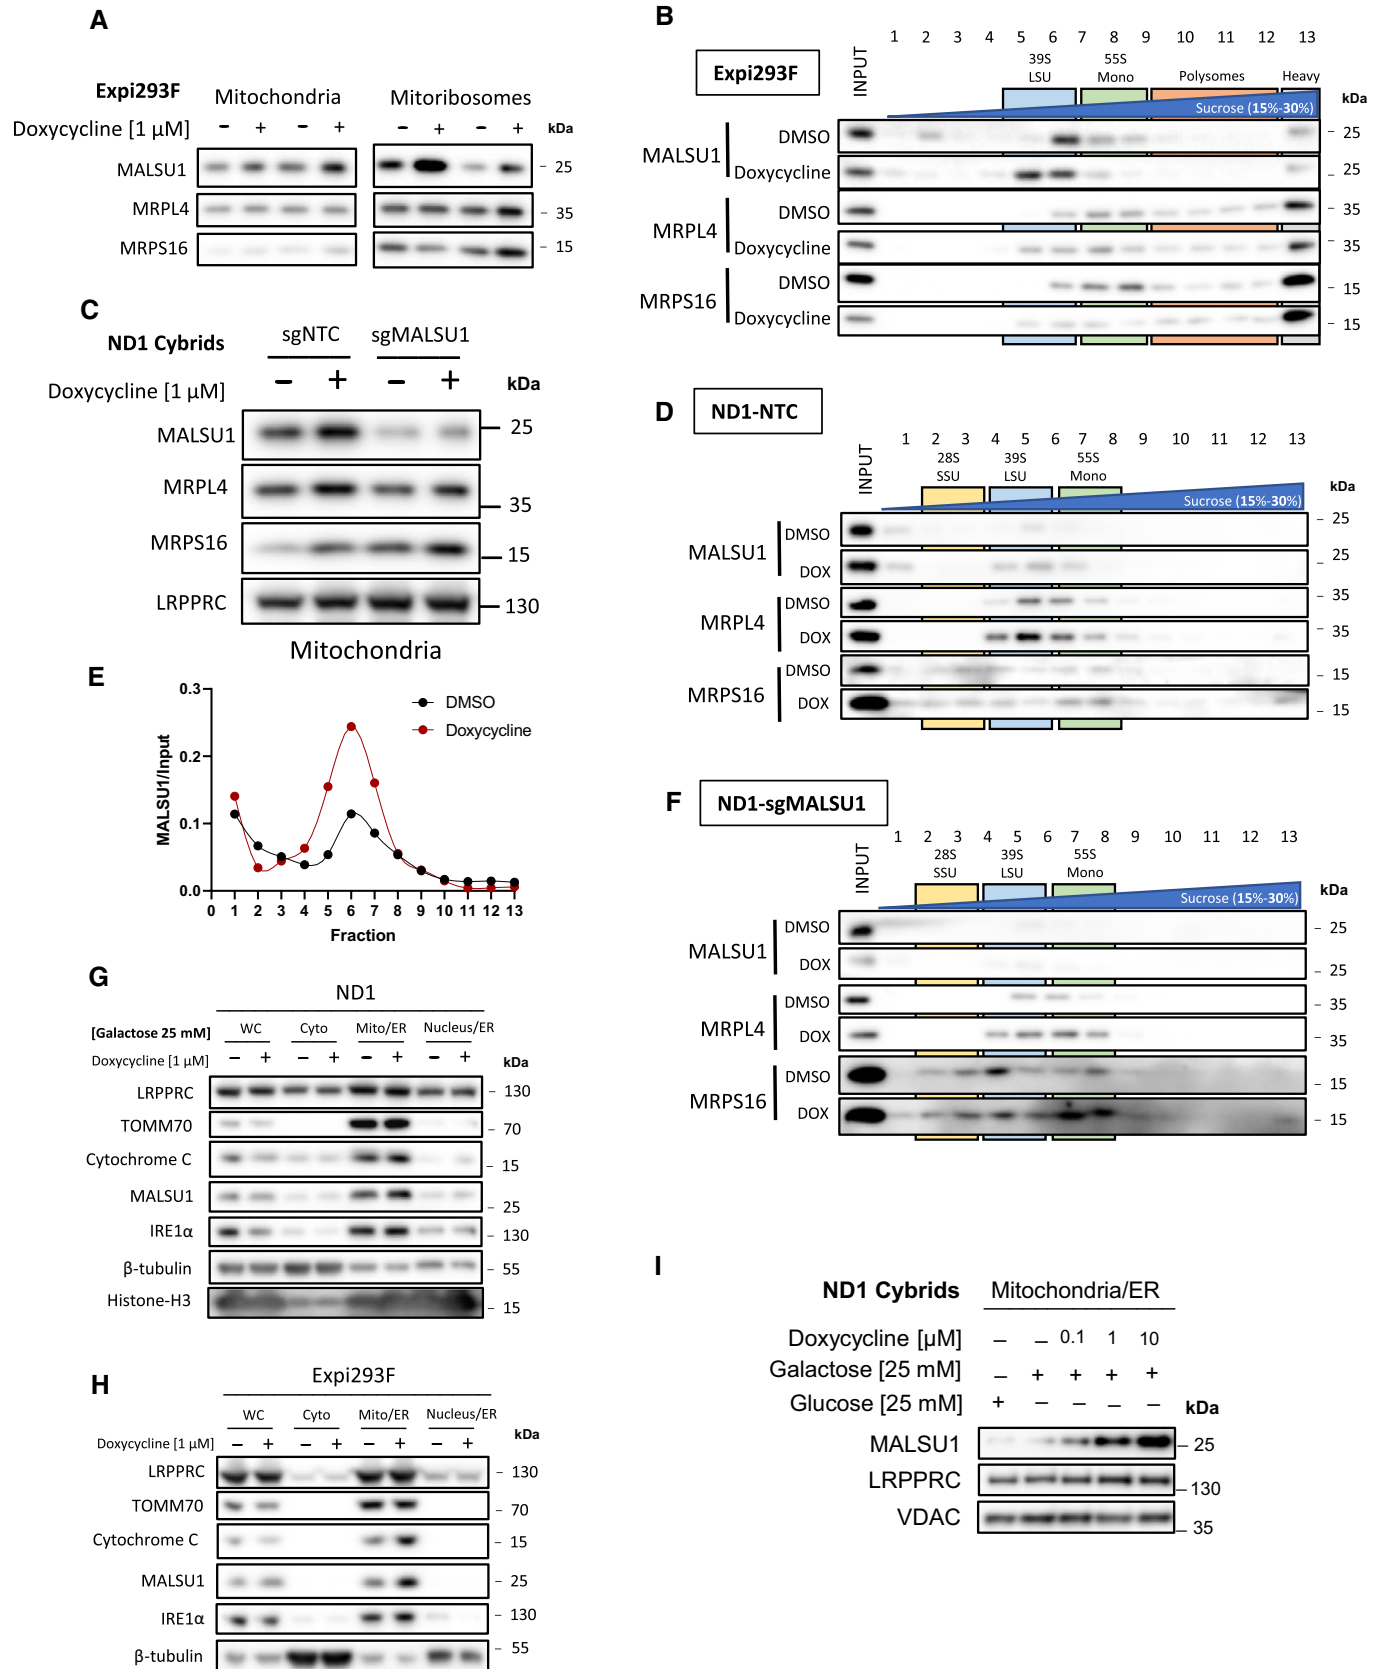 A
Expi293F
Mitochondria
Mitoribosomes
Doxycycline [1 µM]
- + - +
- + - +
kDa
MALSU1
- 25
MRPL4
- 35
MRPS16
- 15
B
Expi293F
INPUT
1 2 3 4 5 6 7 8 9 10 11 12 13
39S
LSU
55S
Mono
Polysomes
Heavy
Sucrose (15%-30%)
kDa
MALSU1
DMSO
- 25
Doxycycline
- 25
MRPL4
DMSO
- 35
Doxycycline
- 35
MRPS16
DMSO
- 15
Doxycycline
- 15
C
ND1 Cybrids
sgNTC
sgMALSU1
Doxycycline [1 µM]
- + - +
kDa
MALSU1
25
MRPL4
35
MRPS16
15
LRPPRC
130
Mitochondria
D
ND1-NTC
INPUT
1 2 3 4 5 6 7 8 9 10 11 12 13
28S
SSU
39S
LSU
55S
Mono
Sucrose (15%-30%)
kDa
MALSU1
DMSO
- 25
DOX
25
MRPL4
DMSO
- 35
DOX
- 35
MRPS16
DMSO
- 15
DOX
- 15
E
MALSU1/Input
0.3
0.2
0.1
0.0
DMSO
Doxycycline
0 1 2 3 4 5 6 7 8 9 10 11 12 13
Fraction
F
ND1-sgMALSU1
INPUT
1 2 3 4 5 6 7 8 9 10 11 12 13
28S
SSU
39S
LSU
55S
Mono
Sucrose (15%-30%)
kDa
MALSU1
DMSO
- 25
DOX
- 25
MRPL4
DMSO
- 35
DOX
- 35
MRPS16
DMSO
- 15
DOX
- 15
G
ND1
[Galactose 25 mM]
WC Cyto Mito/ER Nucleus/ER
Doxycycline [1 µM]
- + - + - + - +
kDa
LRPPRC
- 130
TOMM70
- 70
Cytochrome C
- 15
MALSU1
- 25
IRE1α
- 130
β-tubulin
- 55
Histone-H3
- 15
H
Expi293F
WC Cyto Mito/ER Nucleus/ER
Doxycycline [1 µM]
- + - + - + - +
kDa
LRPPRC
- 130
TOMM70
- 70
Cytochrome C
- 15
MALSU1
- 25
IRE1α
- 130
β-tubulin
- 55
I
ND1 Cybrids
Mitochondria/ER
Doxycycline [µM]
– – 0.1 1 10
Galactose [25 mM]
– + + + +
Glucose [25 mM]
+ – – – –
kDa
MALSU1
25
LRPPRC
130
VDAC
35